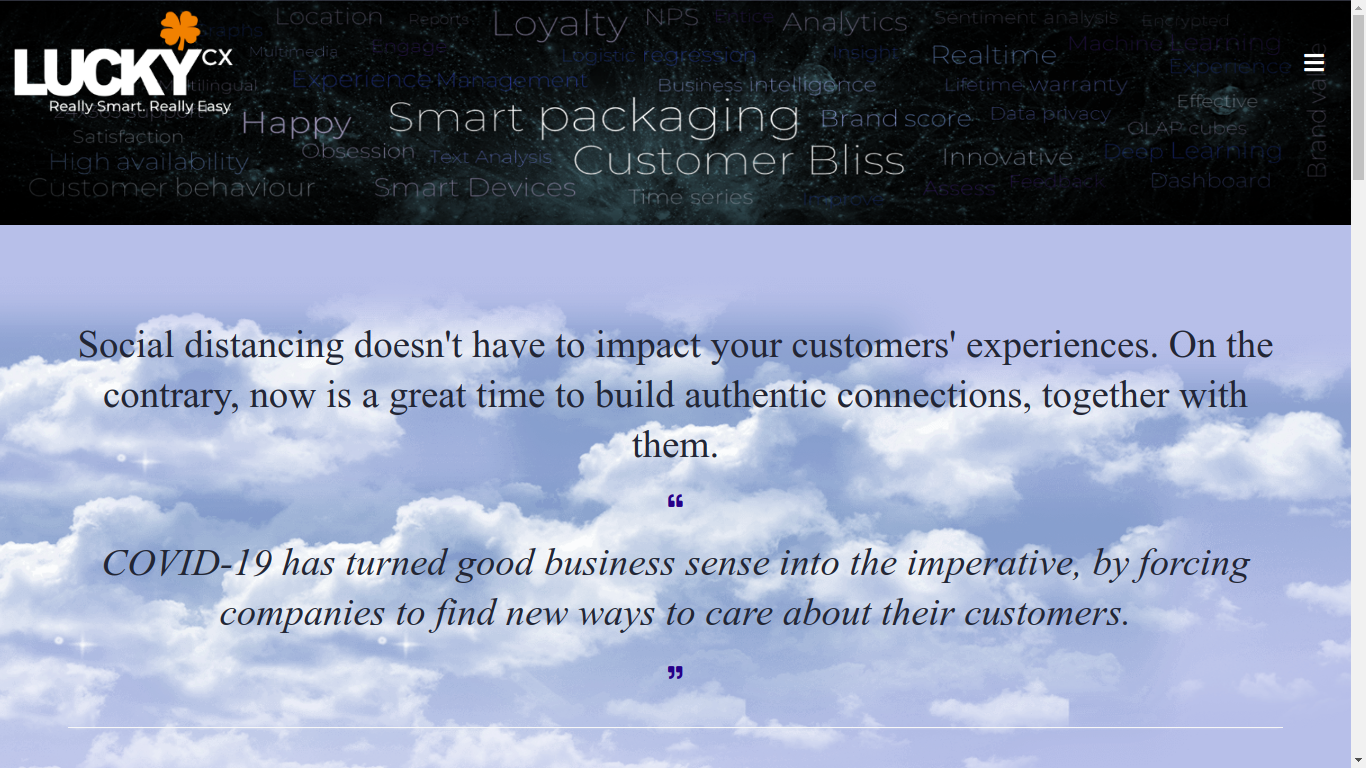 Location
Reports
Loyalty
NPS
Analytics
Sentiment analysis
Encrypted
LUCKY CX
Really Smart. Really Easy
Multimedia
Engage
Logistic regression
Insight
Realtime
Machine Learning
Experience
Experience Management
Business intelligence
Lifetime warranty
Effective
Brand value
Happy
Smart packaging
Brand score
Data privacy
OLAP cubes
Satisfaction
Obsession
Text Analysis
Customer Bliss
Innovative
Deep Learning
High availability
Customer behaviour
Smart Devices
Time series
Improve
Assess
Feedback
Dashboard
Social distancing doesn't have to impact your customers' experiences. On the
contrary, now is a great time to build authentic connections, together with
them.
“
COVID-19 has turned good business sense into the imperative, by forcing
companies to find new ways to care about their customers.
”